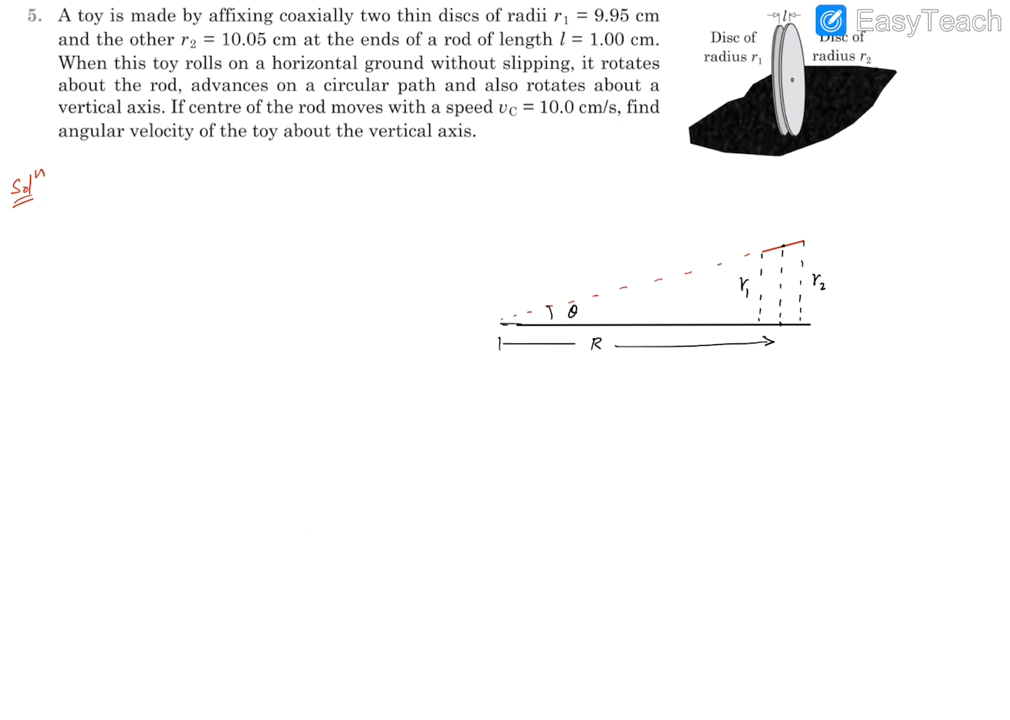 5. A toy is made by affixing coaxially two thin discs of radii r₁ = 9.95 cm
and the other r₂ = 10.05 cm at the ends of a rod of length l = 1.00 cm.
When this toy rolls on a horizontal ground without slipping, it rotates
about the rod, advances on a circular path and also rotates about a
vertical axis. If centre of the rod moves with a speed υ_C = 10.0 cm/s, find
angular velocity of the toy about the vertical axis.
l
EasyTeach
Disc of
radius r₁
Disc of
radius r₂
Solⁿ
r₁
r₂
θ
R